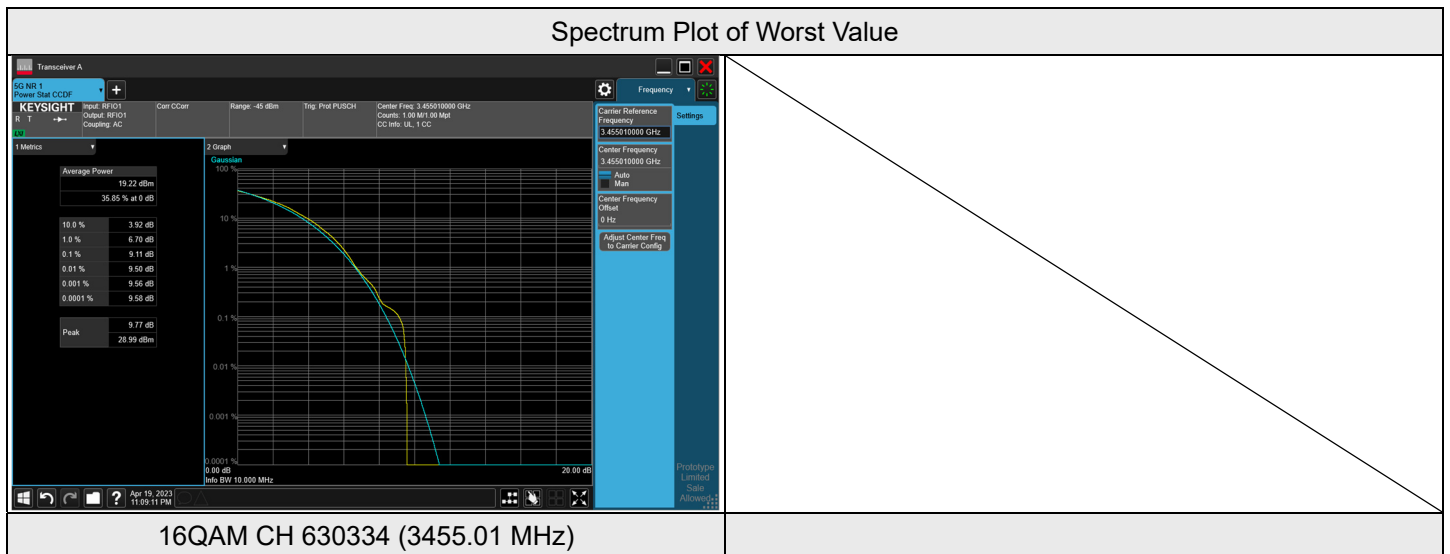 Spectrum Plot of Worst Value
Transceiver A
5G NR 1
Power Stat CCDF
+
Frequency
KEYSIGHT
R T
LXI
Input: RFIO1
Output: RFIO1
Coupling: AC
Corr CCorr
Range: -45 dBm
Trig: Prot PUSCH
Center Freq: 3.455010000 GHz
Counts: 1.00 M/1.00 Mpt
CC Info: UL, 1 CC
Carrier Reference
Frequency
3.455010000 GHz
Settings
Center Frequency
3.455010000 GHz
Auto
Man
Center Frequency
Offset
0 Hz
Adjust Center Freq
to Carrier Config
1 Metrics
Average Power
19.22 dBm
35.85 % at 0 dB
10.0 % 3.92 dB
1.0 % 6.70 dB
0.1 % 9.11 dB
0.01 % 9.50 dB
0.001 % 9.56 dB
0.0001 % 9.58 dB
Peak 9.77 dB
28.99 dBm
2 Graph
Gaussian
100 %
10 %
1 %
0.1 %
0.01 %
0.001 %
0.0001 %
0.00 dB 20.00 dB
Info BW 10.000 MHz
Prototype
Limited
Sale
Allowed
?
Apr 19, 2023
11:09:11 PM
16QAM CH 630334 (3455.01 MHz)